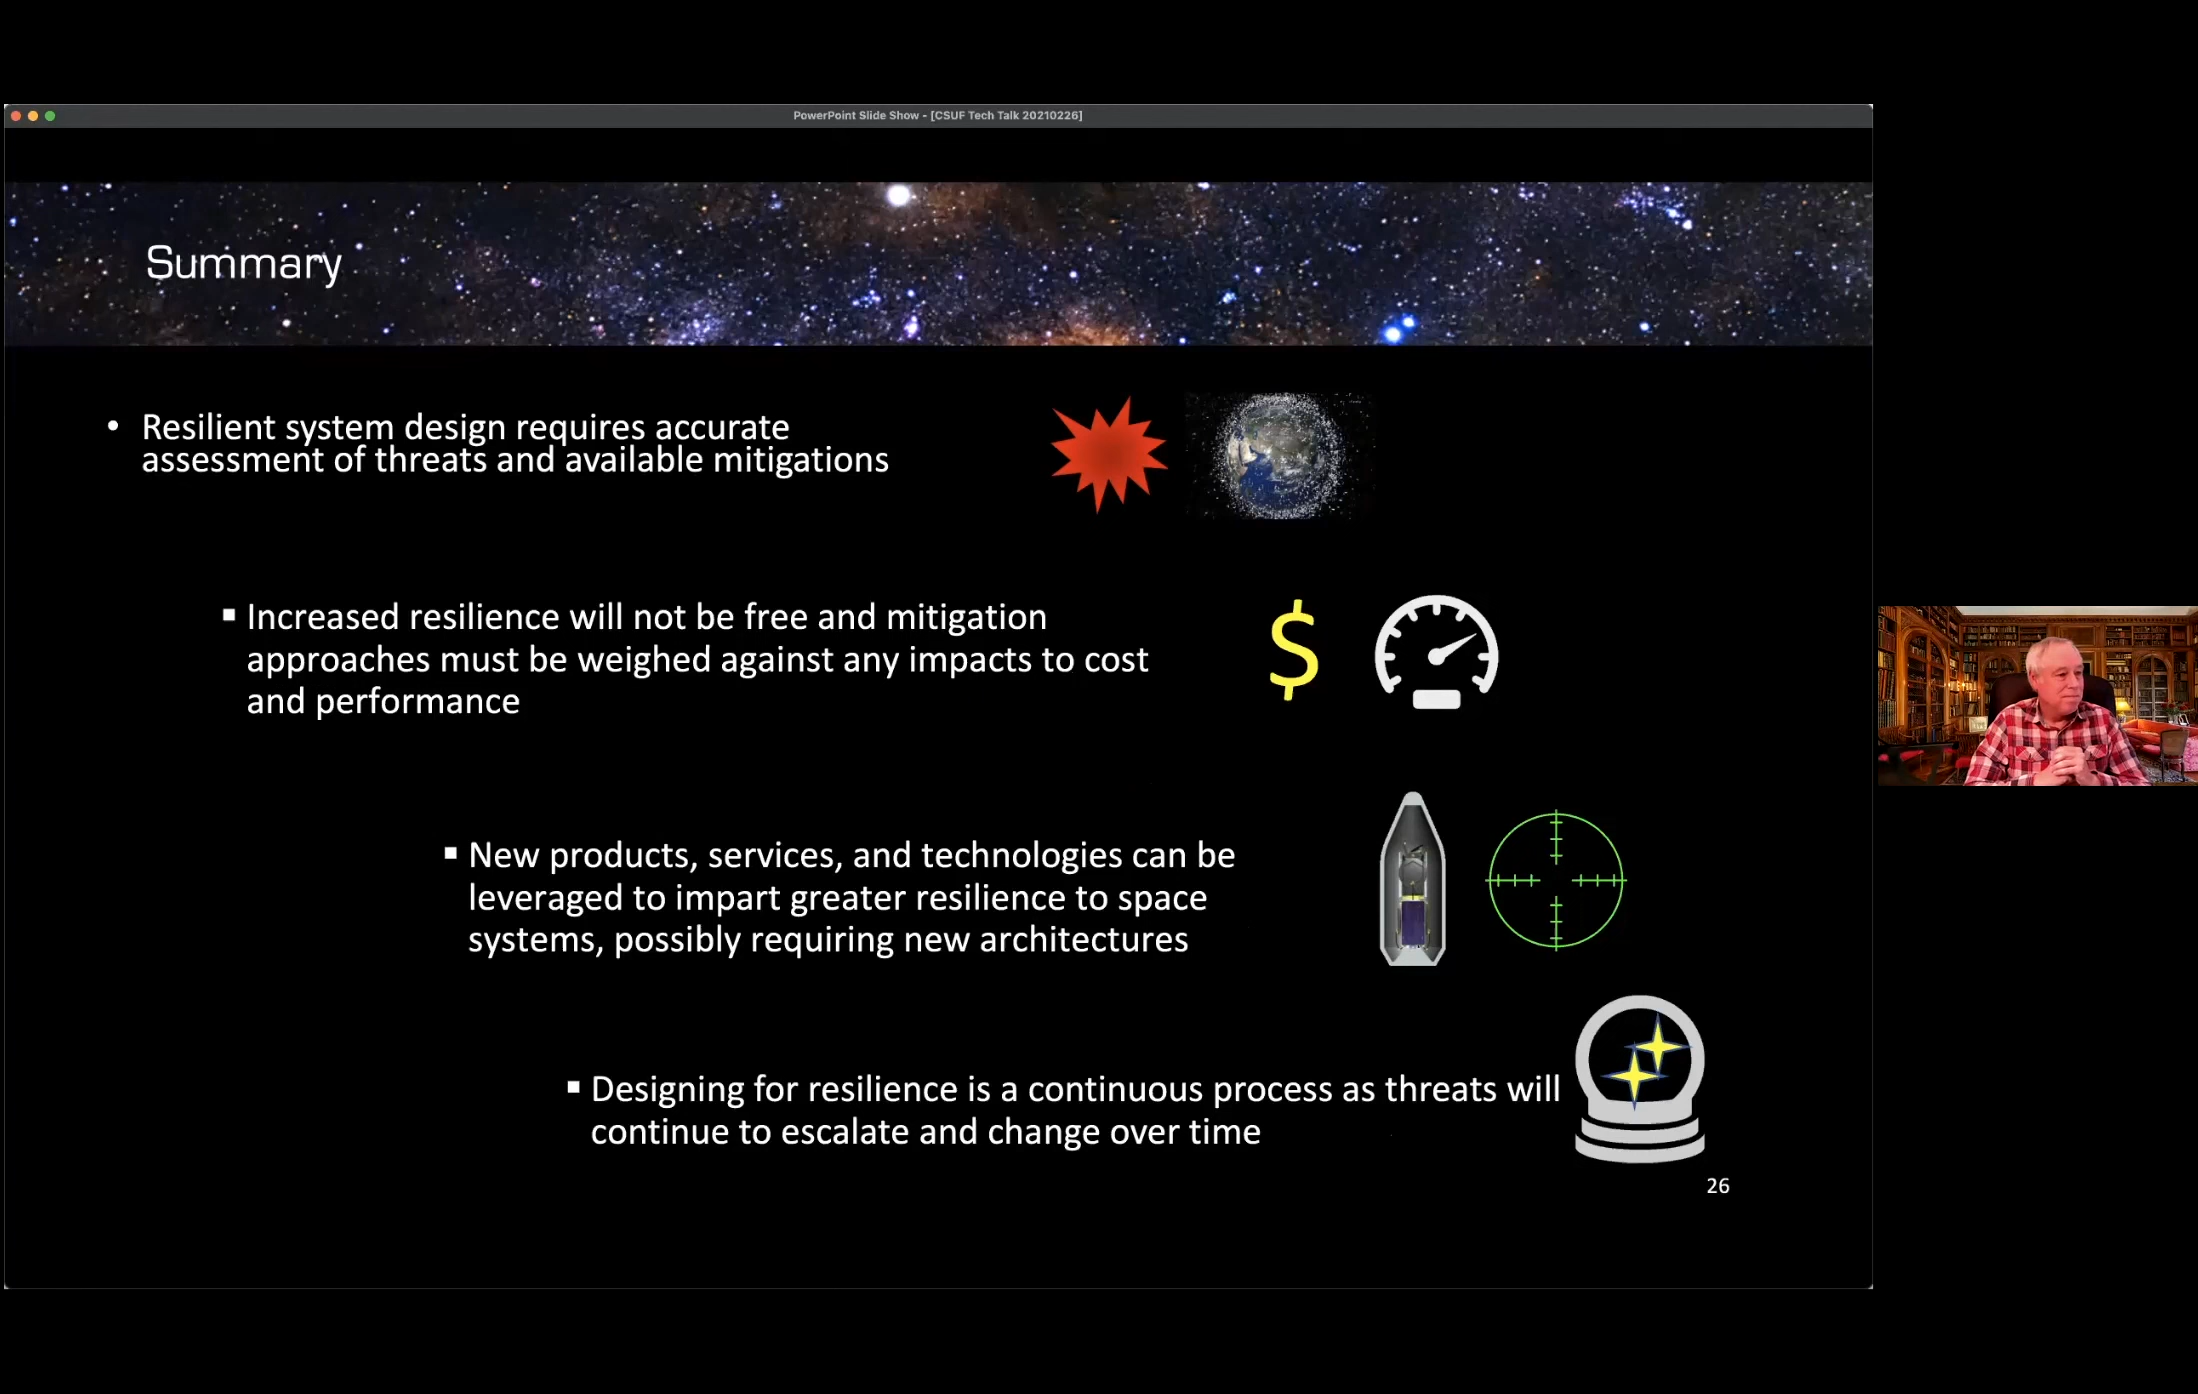 PowerPoint Slide Show - [CSUF Tech Talk 20210226]
Summary
• Resilient system design requires accurate
assessment of threats and available mitigations
▪ Increased resilience will not be free and mitigation
approaches must be weighed against any impacts to cost
and performance
$
▪ New products, services, and technologies can be
leveraged to impart greater resilience to space
systems, possibly requiring new architectures
▪ Designing for resilience is a continuous process as threats will
continue to escalate and change over time
26